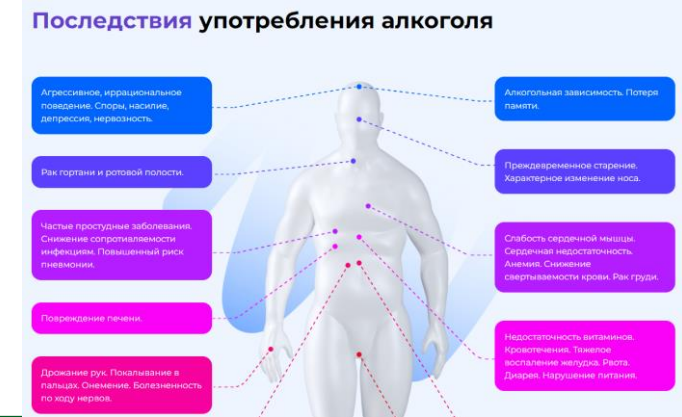 Последствия употребления алкоголя
Агрессивное, иррациональное
поведение. Споры, насилие,
депрессия, нервозность.
Алкогольная зависимость. Потеря
памяти.
Рак гортани и ротовой полости.
Преждевременное старение.
Характерное изменение носа.
Частые простудные заболевания.
Снижение сопротивляемости
инфекциям. Повышенный риск
пневмонии.
Слабость сердечной мышцы.
Сердечная недостаточность.
Анемия. Снижение
свертываемости крови. Рак груди.
Повреждение печени.
Недостаточность витаминов.
Кровотечения. Тяжелое
воспаление желудка. Рвота.
Диарея. Нарушение питания.
Дрожание рук. Покалывание в
пальцах. Онемение. Болезненность
по ходу нервов.